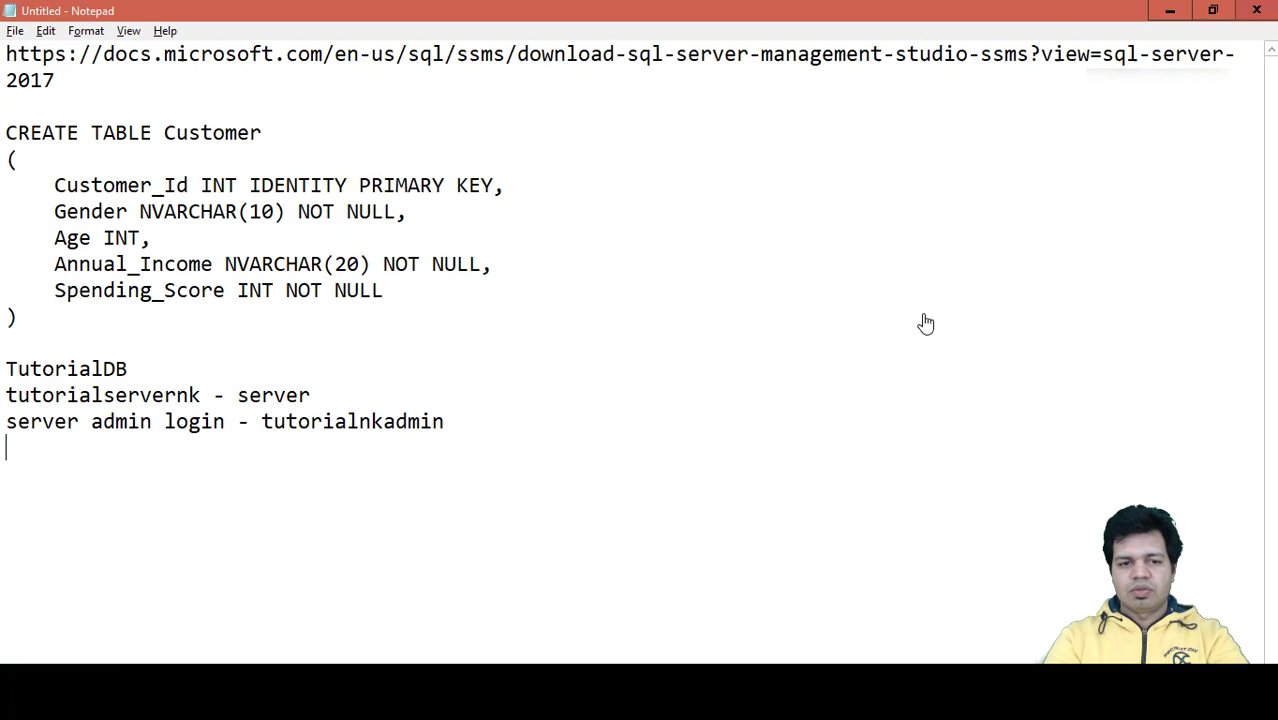 Untitled - Notepad
File Edit Format View Help
https://docs.microsoft.com/en-us/sql/ssms/download-sql-server-management-studio-ssms?view=sql-server-
2017
CREATE TABLE Customer
(
Customer_Id INT IDENTITY PRIMARY KEY,
Gender NVARCHAR(10) NOT NULL,
Age INT,
Annual_Income NVARCHAR(20) NOT NULL,
Spending_Score INT NOT NULL
)
TutorialDB
tutorialservernk - server
server admin login - tutorialnkadmin